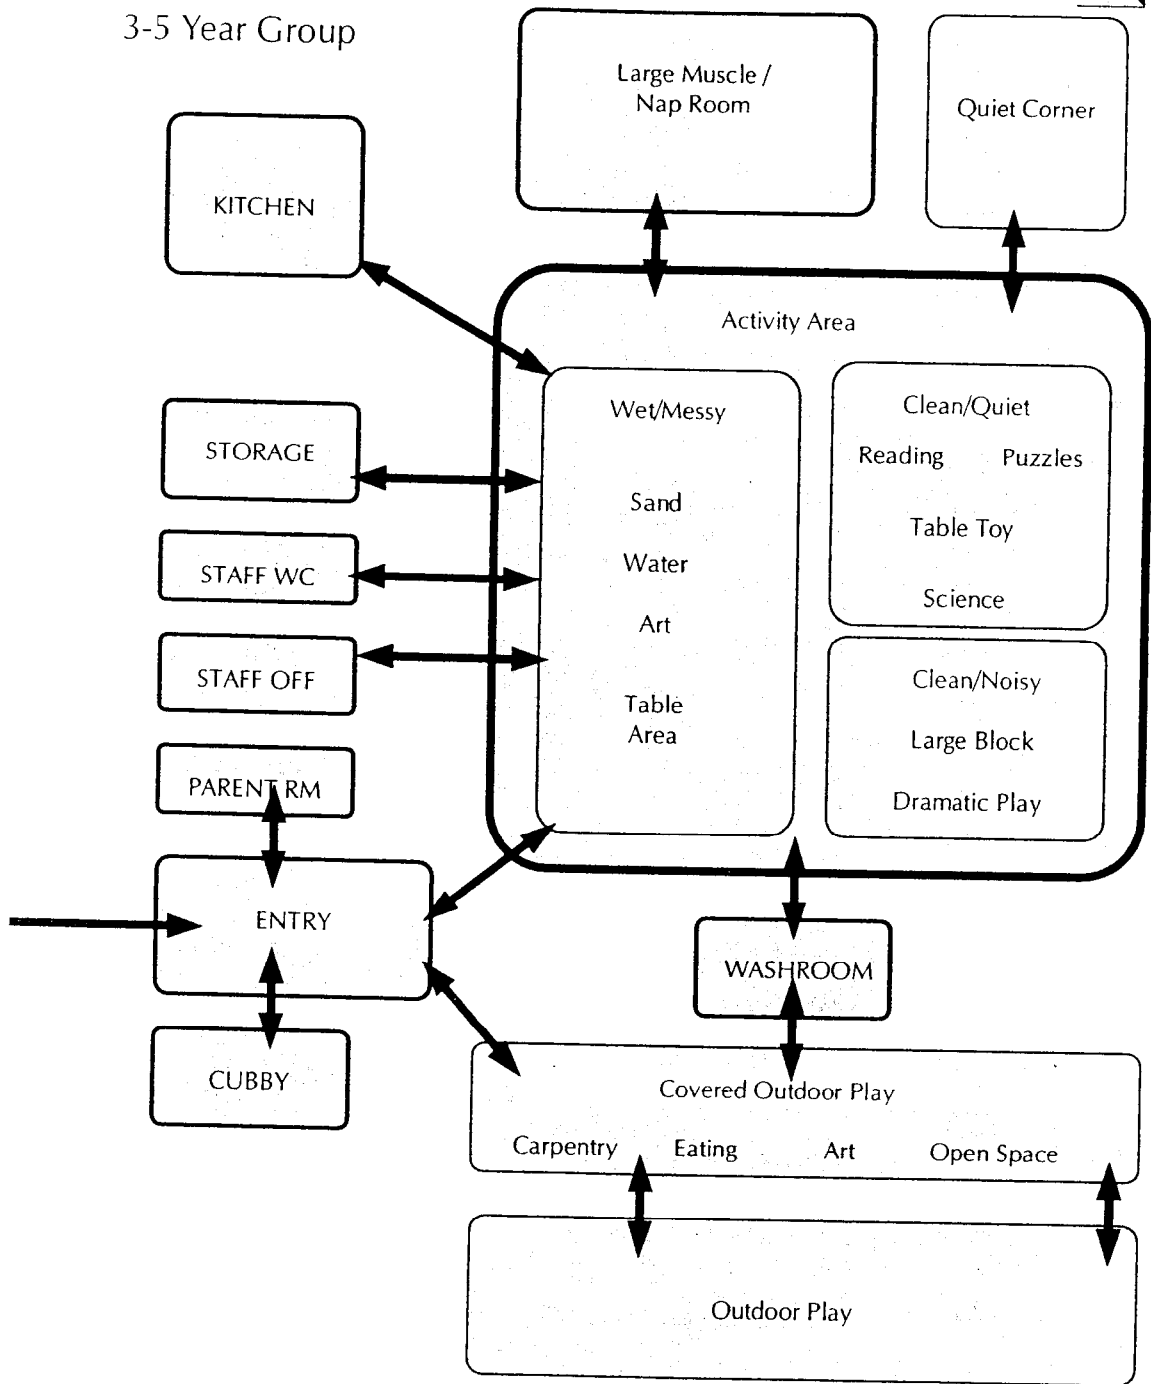 3-5 Year Group
Large Muscle /
Nap Room
Quiet Corner
KITCHEN
Activity Area
Wet/Messy
Sand
Water
Art
Table
Area
Clean/Quiet
Reading Puzzles
Table Toy
Science
Clean/Noisy
Large Block
Dramatic Play
STORAGE
STAFF WC
STAFF OFF
PARENT RM
ENTRY
CUBBY
WASHROOM
Covered Outdoor Play
Carpentry Eating Art Open Space
Outdoor Play